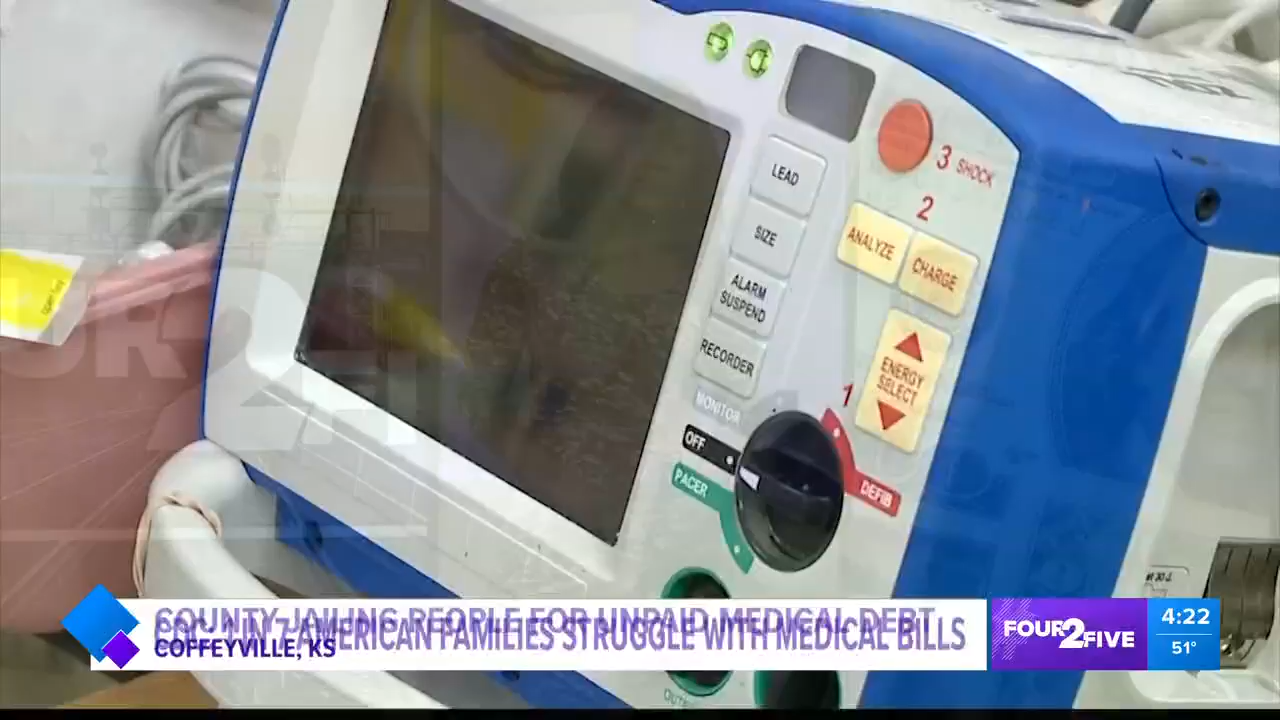 LEAD
SIZE
ALARM
SUSPEND
RECORDER
MONITOR
OFF
PACER
DEFIB
1
2
3 SHOCK
ANALYZE
CHARGE
ENERGY
SELECT
COUNTY JAILING PEOPLE FOR UNPAID MEDICAL DEBT
AMERICAN FAMILIES STRUGGLE WITH MEDICAL BILLS
COFFEYVILLE, KS
FOUR2FIVE
4:22
51°